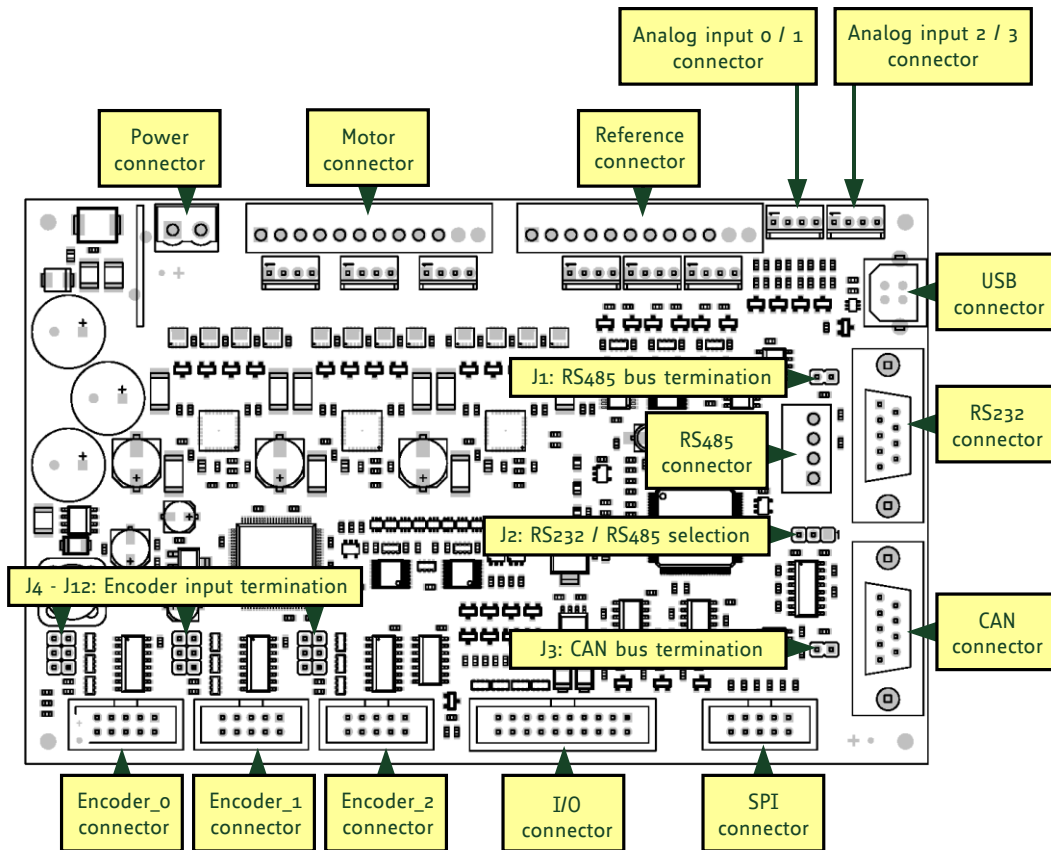 Analog input 0 / 1
connector
Analog input 2 / 3
connector
Power
connector
Motor
connector
Reference
connector
USB
connector
J1: RS485 bus termination
RS232
connector
RS485
connector
J2: RS232 / RS485 selection
J4 - J12: Encoder input termination
CAN
connector
J3: CAN bus termination
Encoder_0
connector
Encoder_1
connector
Encoder_2
connector
I/O
connector
SPI
connector